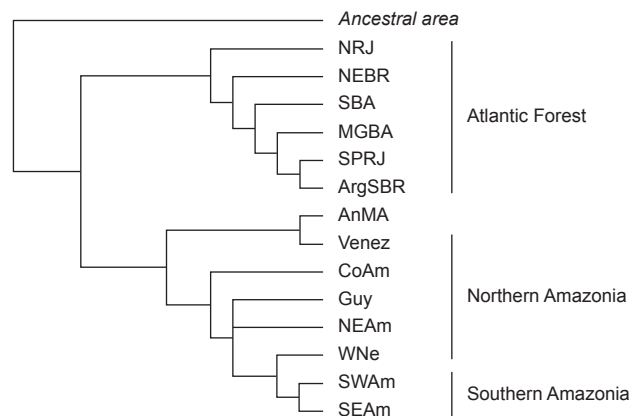 Ancestral area
NRJ
NEBR
SBA
MGBA
SPRJ
ArgSBR
Atlantic Forest
AnMA
Venez
CoAm
Guy
NEAm
WNe
Northern Amazonia
SWAm
SEAm
Southern Amazonia